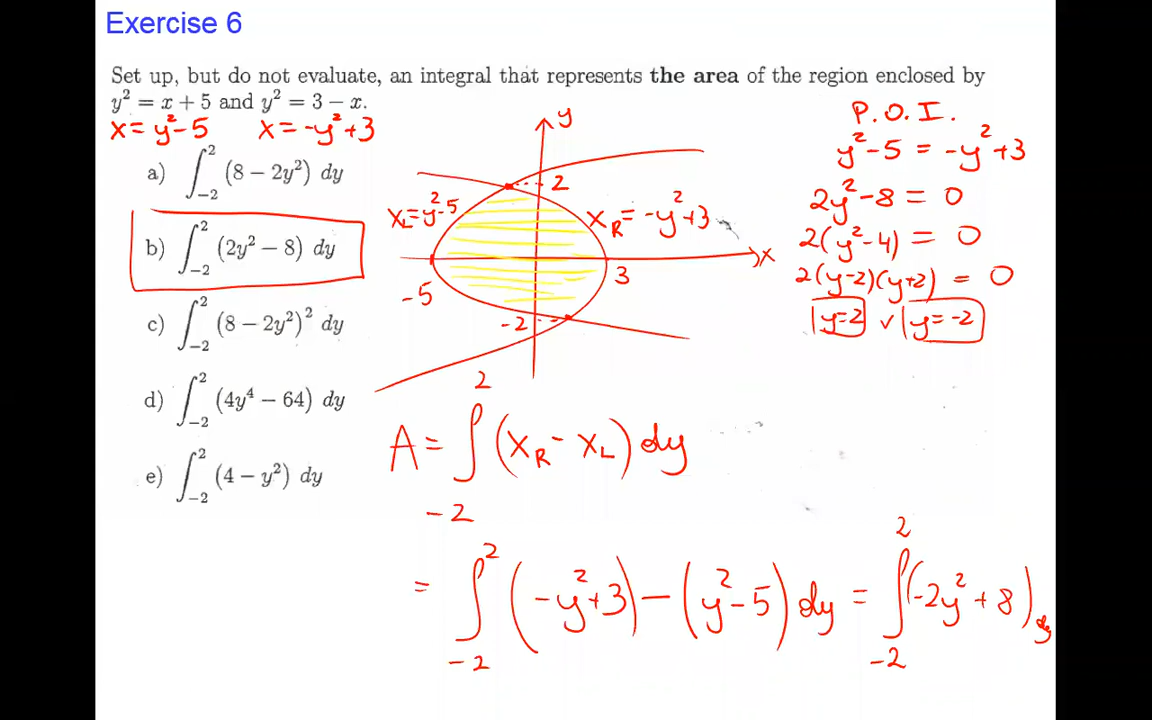 Exercise 6
Set up, but do not evaluate, an integral that represents the area of the region enclosed by
y² = x + 5 and y² = 3 − x.
x = y²-5   x = -y²+3
a) ∫_{−2}^{2} (8 − 2y²) dy
b) ∫_{−2}^{2} (2y² − 8) dy
c) ∫_{−2}^{2} (8 − 2y²)² dy
d) ∫_{−2}^{2} (4y⁴ − 64) dy
e) ∫_{−2}^{2} (4 − y²) dy
y
2
x_L = y²-5
x_R = -y²+3
x
-5
3
-2
P.O.I.
y²-5 = -y²+3
2y²-8 = 0
2(y²-4) = 0
2(y-2)(y+2) = 0
y=2 ∨ y=-2
A = ∫_{-2}^{2} (x_R - x_L) dy
= ∫_{-2}^{2} (-y²+3) - (y²-5) dy = ∫_{-2}^{2} (-2y²+8) dy